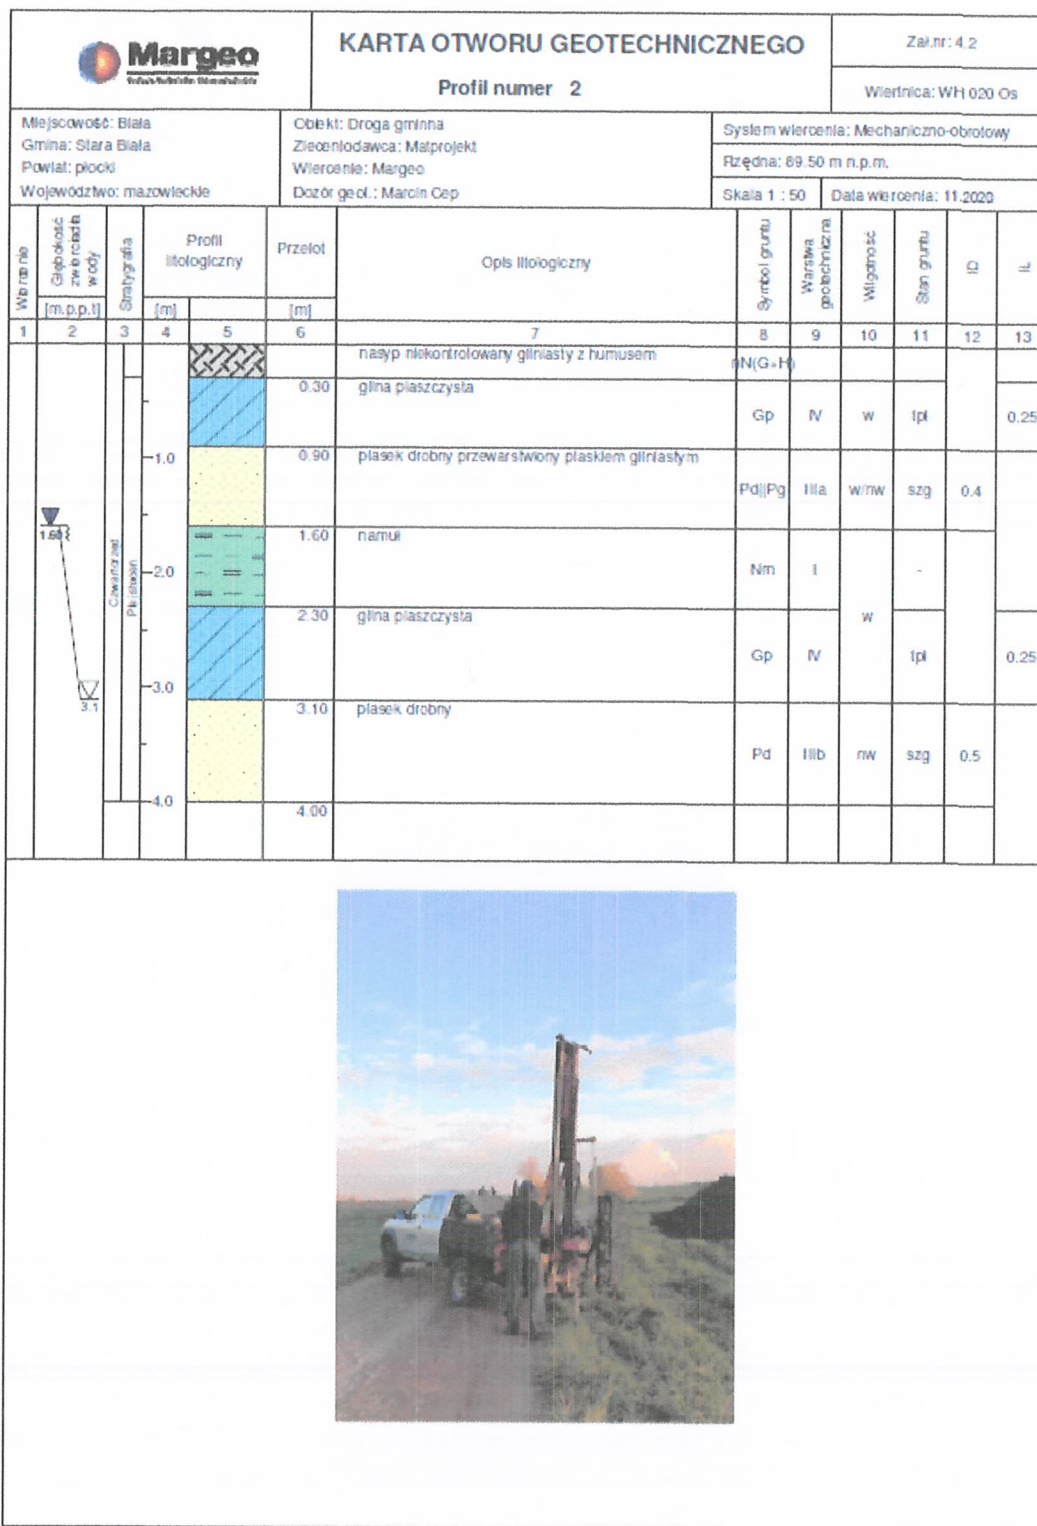 Margeo
KARTA OTWORU GEOTECHNICZNEGO
Profil numer 2
Zał.nr: 4.2
Wiertnica: WH 020 Os
Miejscowość: Biała
Gmina: Stara Biała
Powiat: płocki
Województwo: mazowieckie
Obiekt: Droga gminna
Zleceniodawca: Matprojekt
Wiercenie: Margeo
Dozór geol.: Marcin Cep
System wiercenia: Mechaniczno-obrotowy
Rzędna: 89.50 m n.p.m.
Skala 1 : 50
Data wiercenia: 11.2020
Wiercenie
Głębokość zwierciadła wody
[m.p.p.t]
Stratygrafia
Profil litologiczny
[m]
Przelot
[m]
Opis litologiczny
Symbol gruntu
Warstwa geotechniczna
Wilgotność
Stan gruntu
ID
IL
1 2 3 4 5 6 7 8 9 10 11 12 13
nasyp niekontrolowany gliniasty z humusem
nN(G+H)
0.30 glina piaszczysta
Gp IV w tpl 0.25
1.0
0.90 piasek drobny przewarstwiony piaskiem gliniastym
Pd||Pg IIIa w/nw szg 0.4
1.60
1.60 namuł
Czwartorzęd
Plejstocen
2.0
Nm I -
2.30 glina piaszczysta
w
Gp IV tpl 0.25
3.0
3.1
3.10 piasek drobny
Pd IIIb nw szg 0.5
4.0
4.00